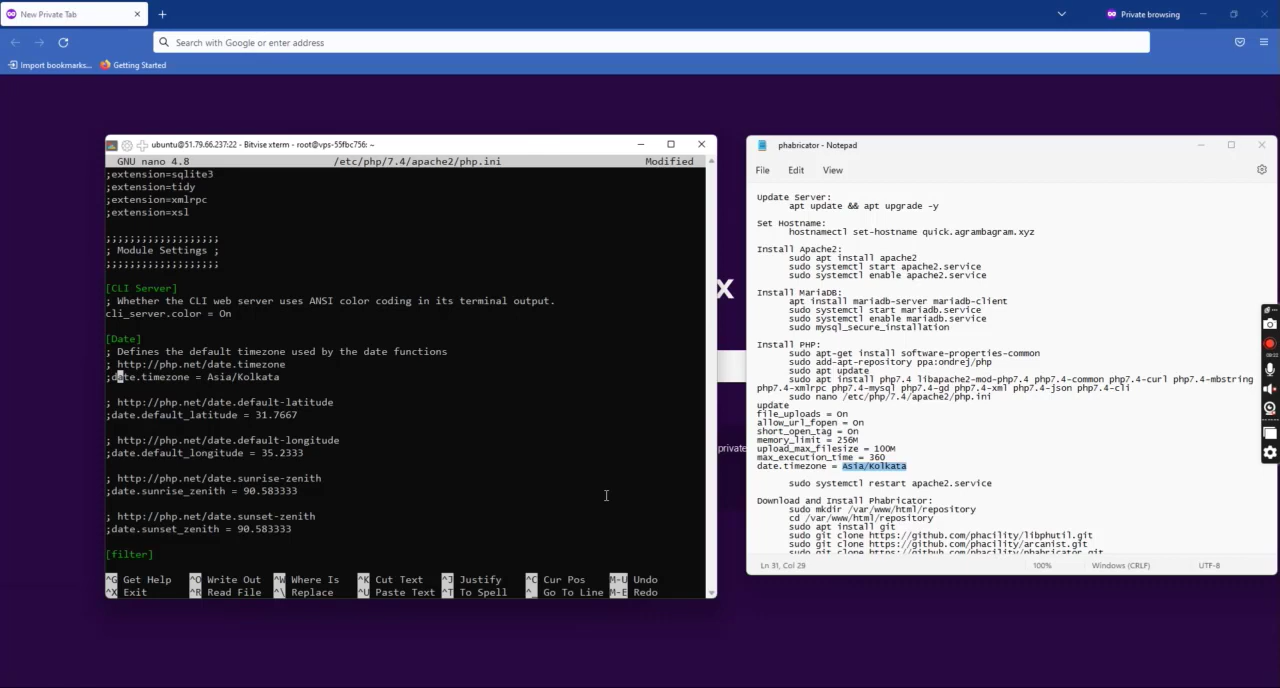 New Private Tab
Private browsing
Search with Google or enter address
Import bookmarks...
Getting Started
ubuntu@51.79.66.237:22 - Bitvise xterm - root@vps-55fbc756: ~
GNU nano 4.8 /etc/php/7.4/apache2/php.ini Modified
;extension=sqlite3
;extension=tidy
;extension=xmlrpc
;extension=xsl
;;;;;;;;;;;;;;;;;;;
; Module Settings ;
;;;;;;;;;;;;;;;;;;;
[CLI Server]
; Whether the CLI web server uses ANSI color coding in its terminal output.
cli_server.color = On
[Date]
; Defines the default timezone used by the date functions
; http://php.net/date.timezone
;date.timezone = Asia/Kolkata
; http://php.net/date.default-latitude
;date.default_latitude = 31.7667
; http://php.net/date.default-longitude
;date.default_longitude = 35.2333
; http://php.net/date.sunrise-zenith
;date.sunrise_zenith = 90.583333
; http://php.net/date.sunset-zenith
;date.sunset_zenith = 90.583333
[filter]
^G Get Help ^O Write Out ^W Where Is ^K Cut Text ^J Justify ^C Cur Pos M-U Undo
^X Exit ^R Read File ^\ Replace ^U Paste Text ^T To Spell ^_ Go To Line M-E Redo
x
private
phabricator - Notepad
File Edit View
Update Server:
apt update && apt upgrade -y
Set Hostname:
hostnamectl set-hostname quick.agrambagram.xyz
Install Apache2:
sudo apt install apache2
sudo systemctl start apache2.service
sudo systemctl enable apache2.service
Install MariaDB:
apt install mariadb-server mariadb-client
sudo systemctl start mariadb.service
sudo systemctl enable mariadb.service
sudo mysql_secure_installation
Install PHP:
sudo apt-get install software-properties-common
sudo add-apt-repository ppa:ondrej/php
sudo apt update
sudo apt install php7.4 libapache2-mod-php7.4 php7.4-common php7.4-curl php7.4-mbstring
php7.4-xmlrpc php7.4-mysql php7.4-gd php7.4-xml php7.4-json php7.4-cli
sudo nano /etc/php/7.4/apache2/php.ini
update
file_uploads = On
allow_url_fopen = On
short_open_tag = On
memory_limit = 256M
upload_max_filesize = 100M
max_execution_time = 360
date.timezone = Asia/Kolkata
sudo systemctl restart apache2.service
Download and Install Phabricator:
sudo mkdir /var/www/html/repository
cd /var/www/html/repository
sudo apt install git
sudo git clone https://github.com/phacility/libphutil.git
sudo git clone https://github.com/phacility/arcanist.git
sudo git clone https://github.com/phacility/phabricator.git
Ln 31, Col 29 100% Windows (CRLF) UTF-8